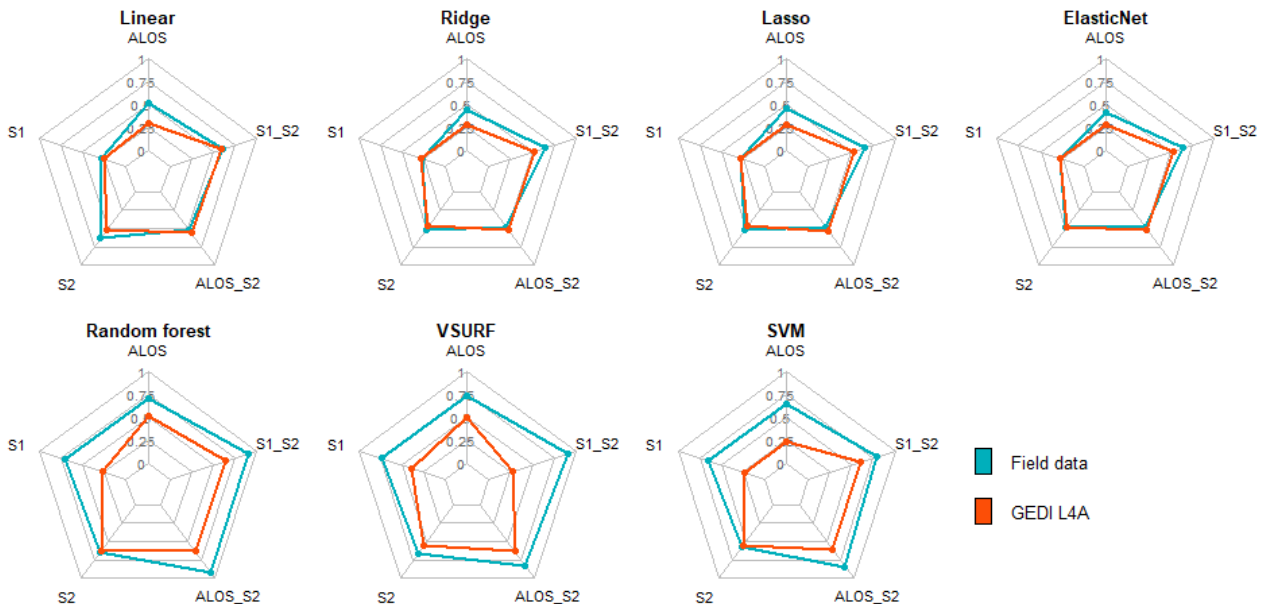 Linear
ALOS
1
0.75
0.5
0.25
0
S1
S1_S2
S2
ALOS_S2
Ridge
ALOS
1
0.75
0.5
0.25
0
S1
S1_S2
S2
ALOS_S2
Lasso
ALOS
1
0.75
0.5
0.25
0
S1
S1_S2
S2
ALOS_S2
ElasticNet
ALOS
1
0.75
0.5
0.25
0
S1
S1_S2
S2
ALOS_S2
Random forest
ALOS
1
0.75
0.5
0.25
0
S1
S1_S2
S2
ALOS_S2
VSURF
ALOS
1
0.75
0.5
0.25
0
S1
S1_S2
S2
ALOS_S2
SVM
ALOS
1
0.75
0.5
0.25
0
S1
S1_S2
S2
ALOS_S2
Field data
GEDI L4A